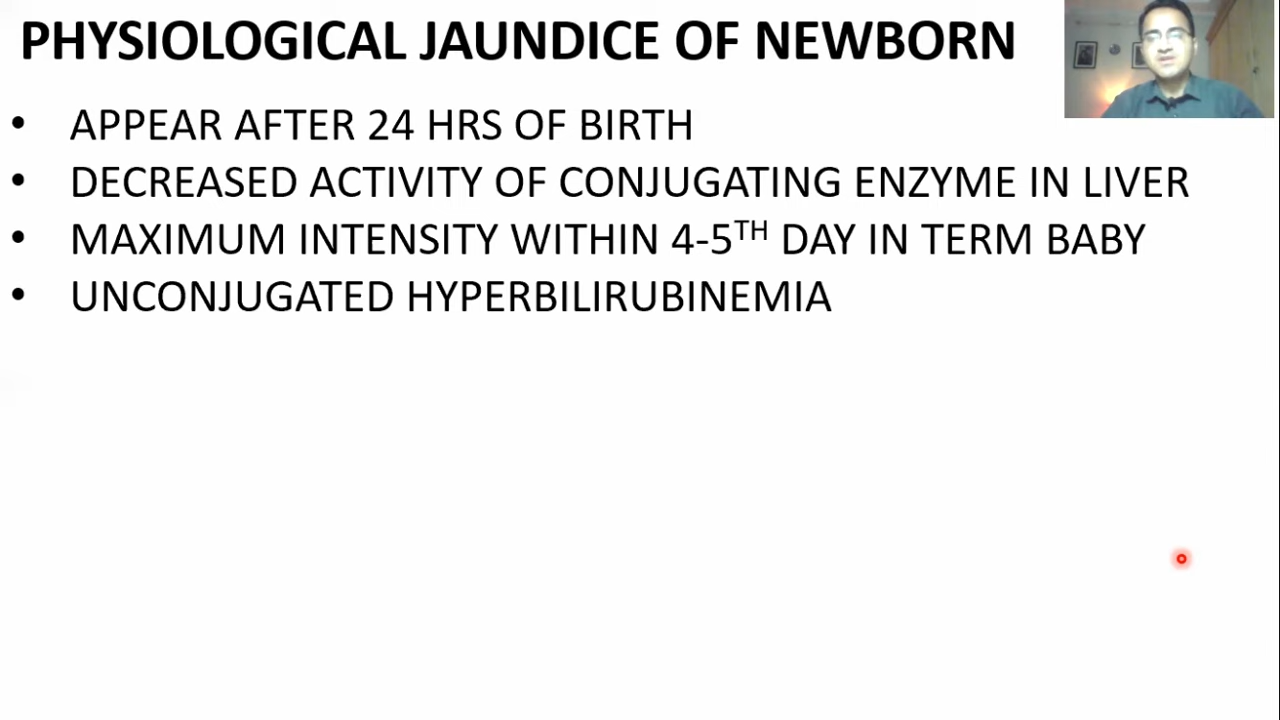 PHYSIOLOGICAL JAUNDICE OF NEWBORN
• APPEAR AFTER 24 HRS OF BIRTH
• DECREASED ACTIVITY OF CONJUGATING ENZYME IN LIVER
• MAXIMUM INTENSITY WITHIN 4-5TH DAY IN TERM BABY
• UNCONJUGATED HYPERBILIRUBINEMIA